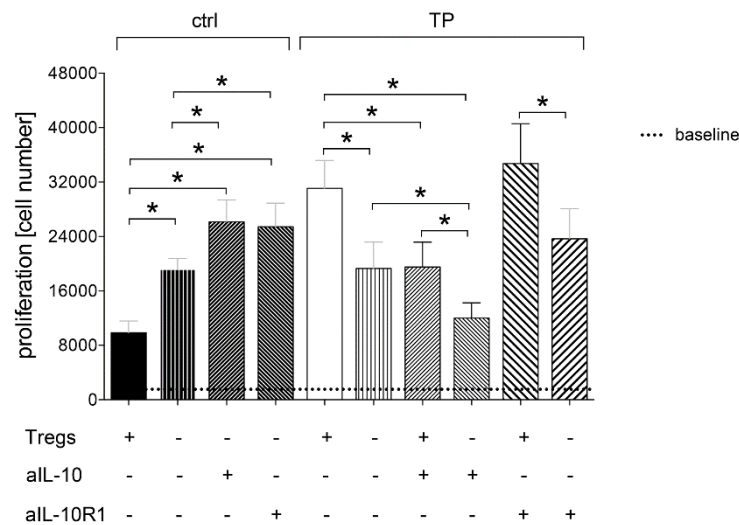 ctrl TP
* * * * * * * * * * *
48000
40000
32000
24000
16000
8000
0
proliferation [cell number]
baseline
Tregs + - - - + - + - + -
aIL-10 - - + - - - + + - -
aIL-10R1 - - - + - - - - + +